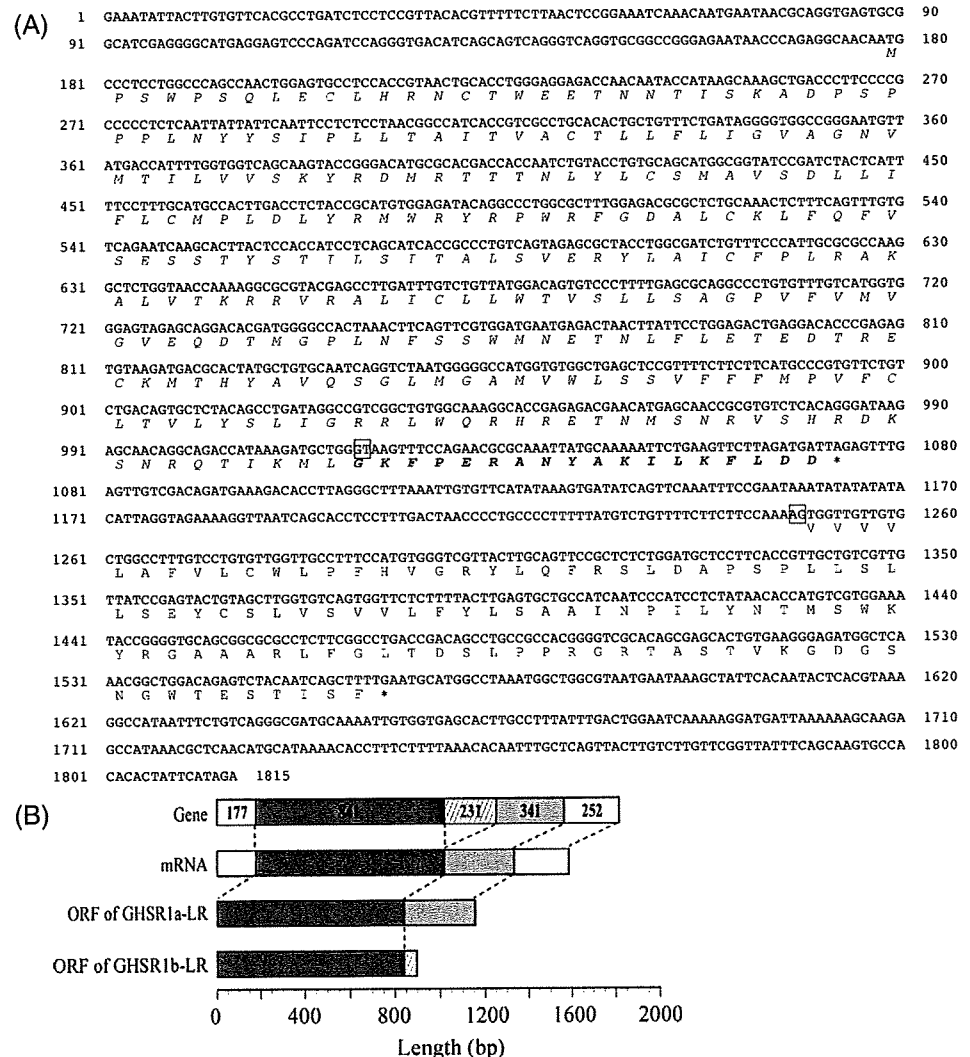 (A)
1 GAAATATTACTTGTGTTCACGCCTGATCTCCTCCGTTACACGTTTTTCTTAACTCCGGAAATCAAACAATGAATAACGCAGGTGAGTGCG 90
91 GCATCGAGGGGCATGAGGAGTCCCAGATCCAGGGTGACATCAGCAGTCAGGGTCAGGTGCGGCCGGGAGAATAACCCAGAGGCAACAATG 180
M
181 CCCTCCTGGCCCAGCCAACTGGAGTGCCTCCACCGTAACTGCACCTGGGAGGAGACCAACAATACCATAAGCAAAGCTGACCCTTCCCCG 270
P S W P S Q L E C L H R N C T W E E T N N T I S K A D P S P
271 CCCCCTCTCAATTATTATTCAATTCCTCTCCTAACGGCCATCACCGTCGCCTGCACACTGCTGTTTCTGATAGGGGTGGCCGGGAATGTT 360
P P L N Y Y S I P L L T A I T V A C T L L F L I G V A G N V
361 ATGACCATTTTGGTGGTCAGCAAGTACCGGGACATGCGCACGACCACCAATCTGTACCTGTGCAGCATGGCGGTATCCGATCTACTCATT 450
M T I L V V S K Y R D M R T T T N L Y L C S M A V S D L L I
451 TTCCTTTGCATGCCACTTGACCTCTACCGCATGTGGAGATACAGGCCCTGGCGCTTTGGAGACGCGCTCTGCAAACTCTTTCAGTTTGTG 540
F L C M P L D L Y R M W R Y R P W R F G D A L C K L F Q F V
541 TCAGAATCAAGCACTTACTCCACCATCCTCAGCATCACCGCCCTGTCAGTAGAGCGCTACCTGGCGATCTGTTTCCCATTGCGCGCCAAG 630
S E S S T Y S T I L S I T A L S V E R Y L A I C F P L R A K
631 GCTCTGGTAACCAAAAGGCGCGTACGAGCCTTGATTTGTCTGTTATGGACAGTGTCCCTTTTGAGCGCAGGCCCTGTGTTTGTCATGGTG 720
A L V T K R R V R A L I C L L W T V S L L S A G P V F V M V
721 GGAGTAGAGCAGGACACGATGGGGCCACTAAACTTCAGTTCGTGGATGAATGAGACTAACTTATTCCTGGAGACTGAGGACACCCGAGAG 810
G V E Q D T M G P L N F S S W M N E T N L F L E T E D T R E
811 TGTAAGATGACGCACTATGCTGTGCAATCAGGTCTAATGGGGGCCATGGTGTGGCTGAGCTCCGTTTTCTTCTTCATGCCCGTGTTCTGT 900
C K M T H Y A V Q S G L M G A M V W L S S V F F F M P V F C
901 CTGACAGTGCTCTACAGCCTGATAGGCCGTCGGCTGTGGCAAAGGCACCGAGAGACGAACATGAGCAACCGCGTGTCTCACAGGGATAAG 990
L T V L Y S L I G R R L W Q R H R E T N M S N R V S H R D K
991 AGCAACAGGCAGACCATAAAGATGCTGGGTAAGTTTCCAGAACGCGCAAATTATGCAAAAATTCTGAAGTTCTTAGATGATTAGAGTTTG 1080
S N R Q T I K M L G K F P E R A N Y A K I L K F L D D *
1081 AGTTGTCGACAGATGAAAGACACCTTAGGGCTTTAAATTGTGTTCATATAAAGTGATATCAGTTCAAATTTCCGAATAAATATATATATA 1170
1171 CATTAGGTAGAAAAGGTTAATCAGCACCTCCTTTGACTAACCCCTGCCCCTTTTTATGTCTGTTTTCTTCTTCCAAAAGTGGTTGTTGTG 1260
V V V V
1261 CTGGCCTTTGTCCTGTGTTGGTTGCCTTTCCATGTGGGTCGTTACTTGCAGTTCCGCTCTCTGGATGCTCCTTCACCGTTGCTGTCGTTG 1350
L A F V L C W L P F H V G R Y L Q F R S L D A P S P L L S L
1351 TTATCCGAGTACTGTAGCTTGGTGTCAGTGGTTCTCTTTTACTTGAGTGCTGCCATCAATCCCATCCTCTATAACACCATGTCGTGGAAA 1440
L S E Y C S L V S V V L F Y L S A A I N P I L Y N T M S W K
1441 TACCGGGGTGCAGCGGCGCGCCTCTTCGGCCTGACCGACAGCCTGCCGCCACGGGGTCGCACAGCGAGCACTGTGAAGGGAGATGGCTCA 1530
Y R G A A A R L F G L T D S L P P R G R T A S T V K G D G S
1531 AACGGCTGGACAGAGTCTACAATCAGCTTTTGAATGCATGGCCTAAATGGCTGGCGTAATGAATAAAGCTATTCACAATACTCACGTAAA 1620
N G W T E S T I S F *
1621 GGCCATAATTTCTGTCAGGGCGATGCAAAATTGTGGTGAGCACTTGCCTTTATTTGACTGGAATCAAAAAGGATGATTAAAAAAGCAAGA 1710
1711 GCCATAAACGCTCAACATGCATAAAACACCTTTCTTTTAAACACAATTTGCTCAGTTACTTGTCTTGTTCGGTTATTTCAGCAAGTGCCA 1800
1801 CACACTATTCATAGA 1815
(B)
Gene 177 231 341 252
mRNA
ORF of GHSR1a-LR
ORF of GHSR1b-LR
0 400 800 1200 1600 2000
Length (bp)